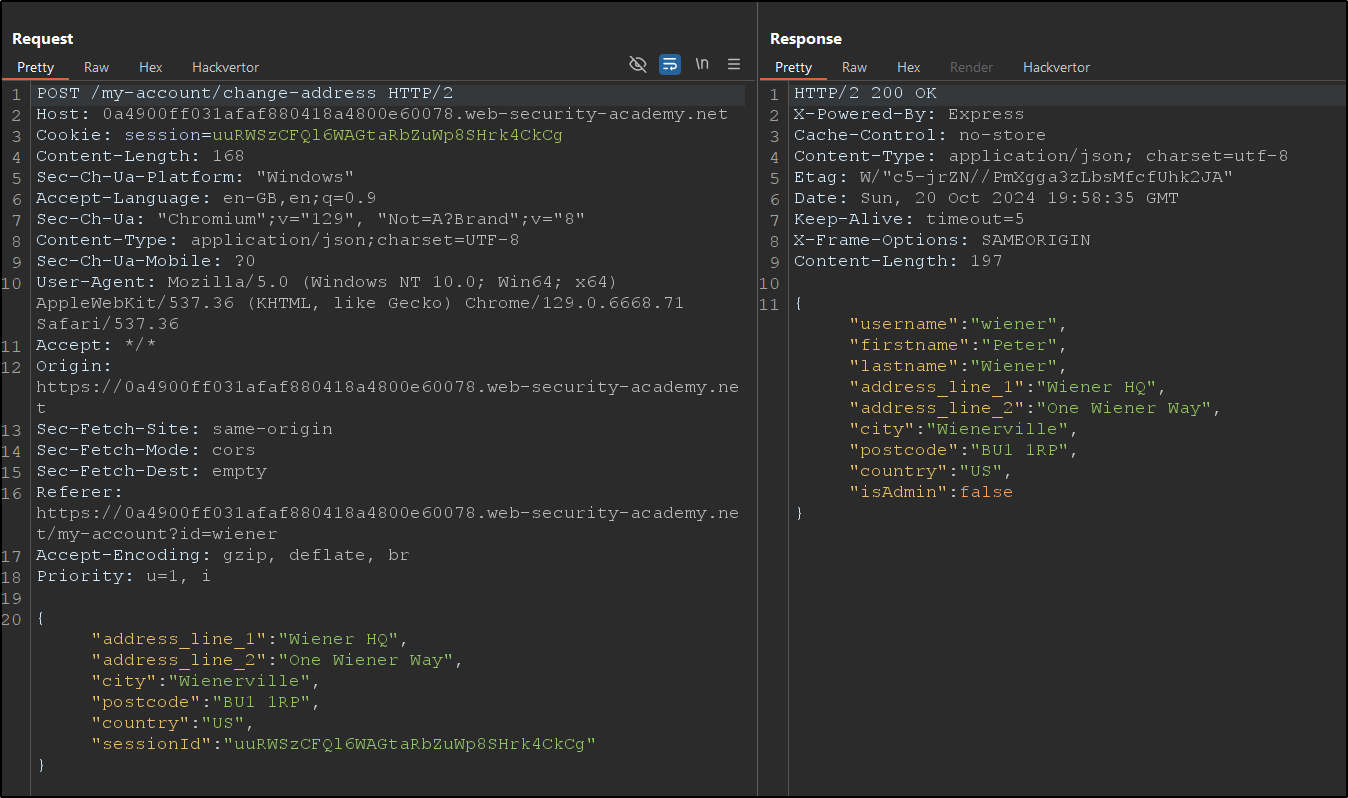 Request
Pretty Raw Hex Hackvertor \n
1 POST /my-account/change-address HTTP/2
2 Host: 0a4900ff031afaf880418a4800e60078.web-security-academy.net
3 Cookie: session=uuRWSzCFQl6WAGtaRbZuWp8SHrk4CkCg
4 Content-Length: 168
5 Sec-Ch-Ua-Platform: "Windows"
6 Accept-Language: en-GB,en;q=0.9
7 Sec-Ch-Ua: "Chromium";v="129", "Not=A?Brand";v="8"
8 Content-Type: application/json;charset=UTF-8
9 Sec-Ch-Ua-Mobile: ?0
10 User-Agent: Mozilla/5.0 (Windows NT 10.0; Win64; x64)
AppleWebKit/537.36 (KHTML, like Gecko) Chrome/129.0.6668.71
Safari/537.36
11 Accept: */*
12 Origin:
https://0a4900ff031afaf880418a4800e60078.web-security-academy.ne
t
13 Sec-Fetch-Site: same-origin
14 Sec-Fetch-Mode: cors
15 Sec-Fetch-Dest: empty
16 Referer:
https://0a4900ff031afaf880418a4800e60078.web-security-academy.ne
t/my-account?id=wiener
17 Accept-Encoding: gzip, deflate, br
18 Priority: u=1, i
19
20 {
"address_line_1":"Wiener HQ",
"address_line_2":"One Wiener Way",
"city":"Wienerville",
"postcode":"BU1 1RP",
"country":"US",
"sessionId":"uuRWSzCFQl6WAGtaRbZuWp8SHrk4CkCg"
}
Response
Pretty Raw Hex Render Hackvertor
1 HTTP/2 200 OK
2 X-Powered-By: Express
3 Cache-Control: no-store
4 Content-Type: application/json; charset=utf-8
5 Etag: W/"c5-jrZN//PmXgga3zLbsMfcfUhk2JA"
6 Date: Sun, 20 Oct 2024 19:58:35 GMT
7 Keep-Alive: timeout=5
8 X-Frame-Options: SAMEORIGIN
9 Content-Length: 197
10
11 {
"username":"wiener",
"firstname":"Peter",
"lastname":"Wiener",
"address_line_1":"Wiener HQ",
"address_line_2":"One Wiener Way",
"city":"Wienerville",
"postcode":"BU1 1RP",
"country":"US",
"isAdmin":false
}